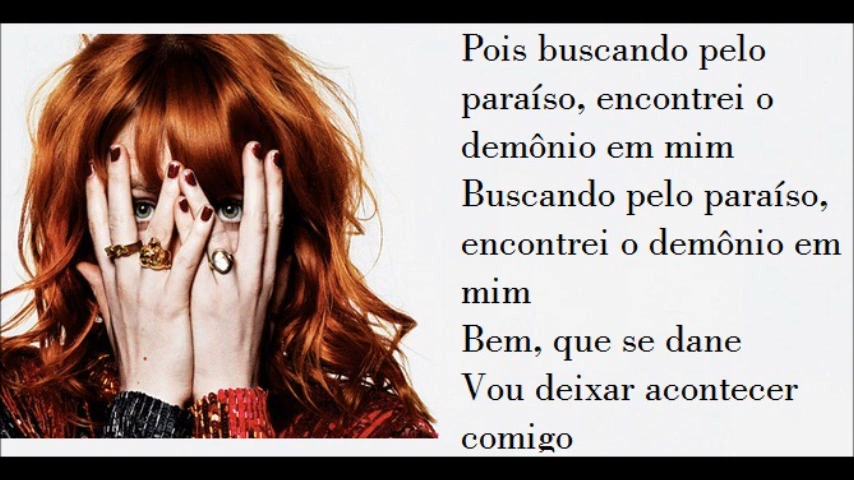 Pois buscando pelo
paraíso, encontrei o
demônio em mim
Buscando pelo paraíso,
encontrei o demônio em
mim
Bem, que se dane
Vou deixar acontecer
comigo